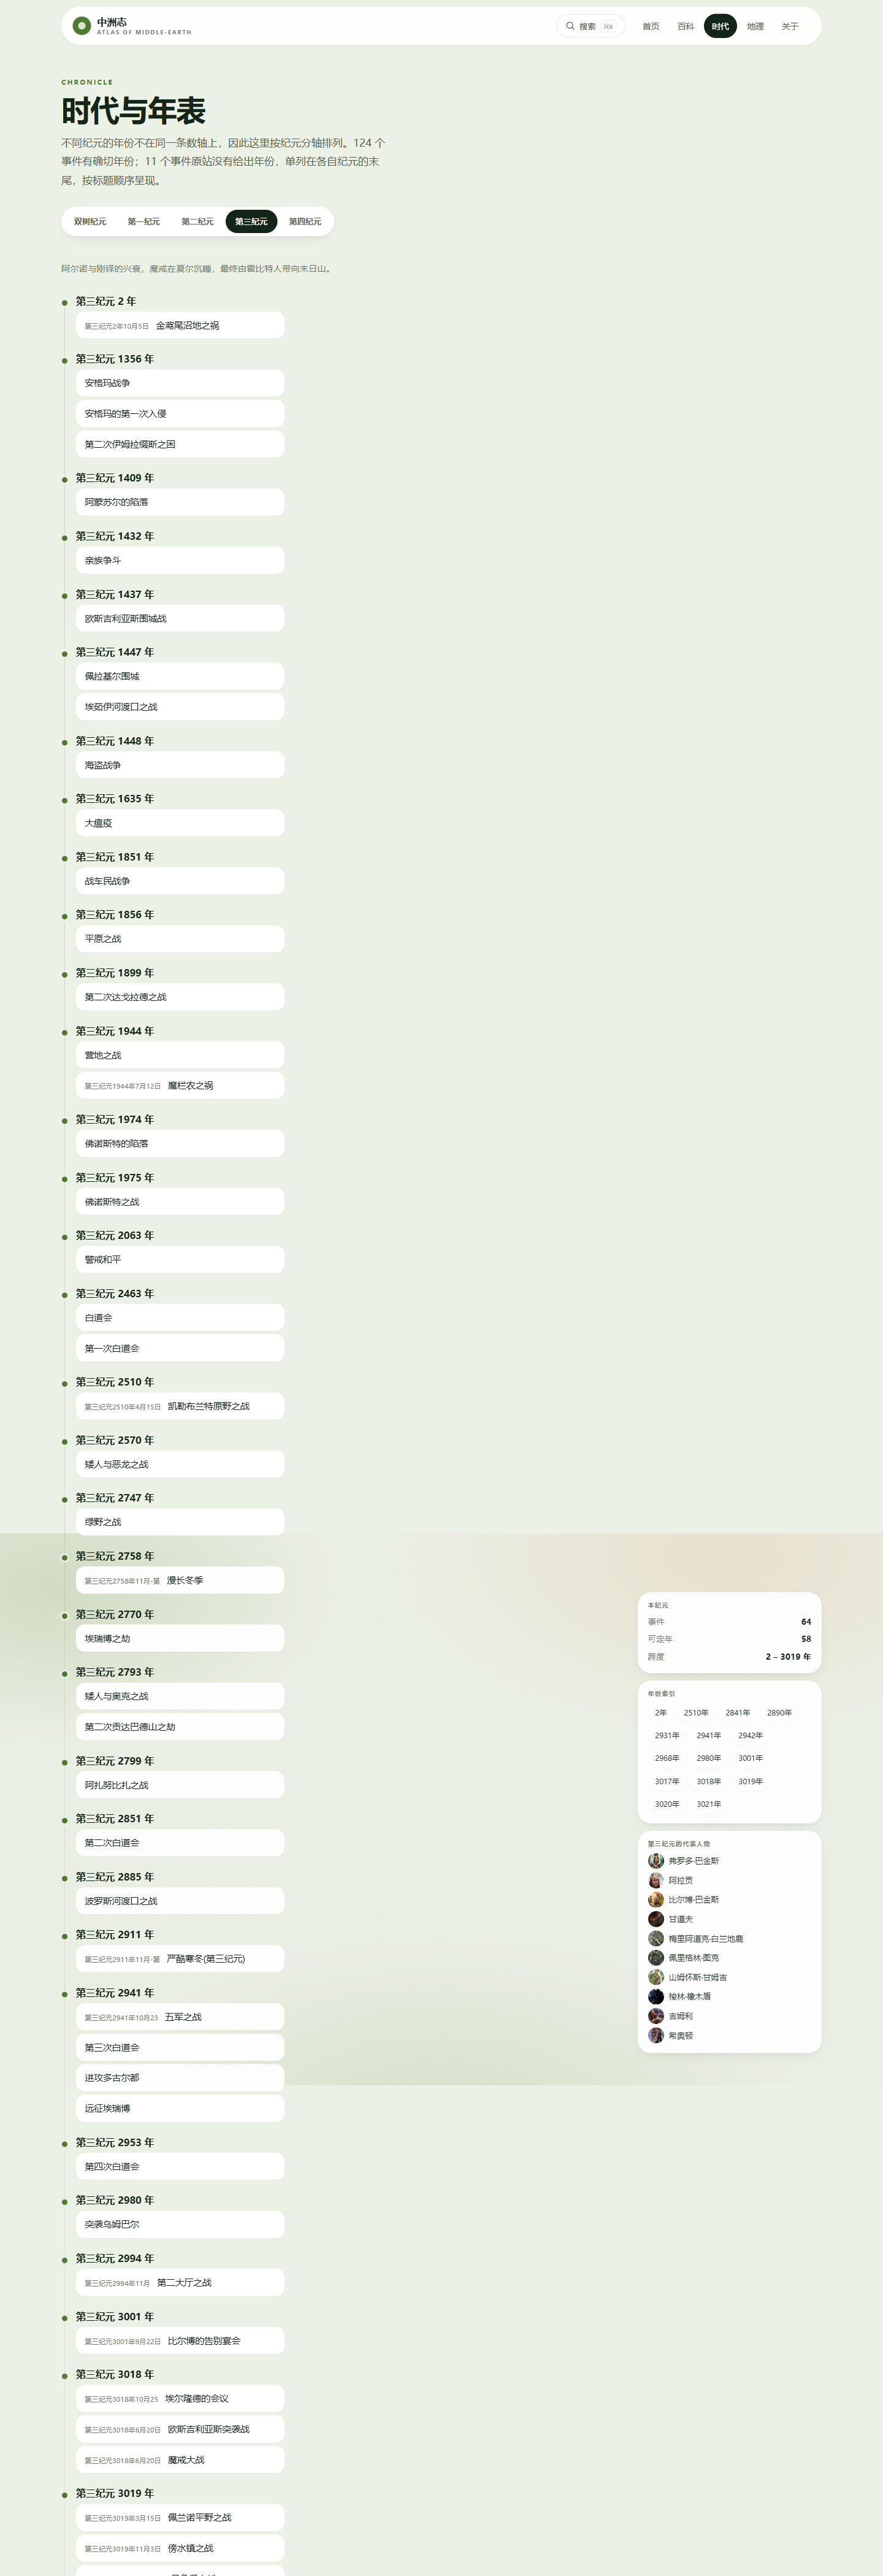 中洲志
ATLAS OF MIDDLE-EARTH
搜索 ⌘K
首页
百科
时代
地理
关于
CHRONICLE
时代与年表
不同纪元的年份不在同一条数轴上，因此这里按纪元分轴排列。124 个
事件有确切年份；11 个事件原站没有给出年份，单列在各自纪元的末
尾，按标题顺序呈现。
双树纪元
第一纪元
第二纪元
第三纪元
第四纪元
阿尔诺与刚铎的兴衰，魔戒在夏尔沉睡，最终由霍比特人带向末日山。
第三纪元 2 年
第三纪元2年10月5日 金鸢尾沼地之祸
第三纪元 1356 年
安格玛战争
安格玛的第一次入侵
第二次伊姆拉缀斯之困
第三纪元 1409 年
阿蒙苏尔的陷落
第三纪元 1432 年
亲族争斗
第三纪元 1437 年
欧斯吉利亚斯围城战
第三纪元 1447 年
佩拉基尔围城
埃茹伊河渡口之战
第三纪元 1448 年
海盗战争
第三纪元 1635 年
大瘟疫
第三纪元 1851 年
战车民战争
第三纪元 1856 年
平原之战
第三纪元 1899 年
第二次达戈拉德之战
第三纪元 1944 年
营地之战
第三纪元1944年7月12日 魔栏农之祸
第三纪元 1974 年
佛诺斯特的陷落
第三纪元 1975 年
佛诺斯特之战
第三纪元 2063 年
警戒和平
第三纪元 2463 年
白道会
第一次白道会
第三纪元 2510 年
第三纪元2510年4月15日 凯勒布兰特原野之战
第三纪元 2570 年
矮人与恶龙之战
第三纪元 2747 年
绿野之战
第三纪元 2758 年
第三纪元2758年11月-第 漫长冬季
第三纪元 2770 年
埃瑞博之劫
第三纪元 2793 年
矮人与奥克之战
第二次贡达巴德山之劫
第三纪元 2799 年
阿扎努比扎之战
第三纪元 2851 年
第二次白道会
第三纪元 2885 年
波罗斯河渡口之战
第三纪元 2911 年
第三纪元2911年11月-第 严酷寒冬(第三纪元)
第三纪元 2941 年
第三纪元2941年10月23 五军之战
第三次白道会
进攻多古尔都
远征埃瑞博
第三纪元 2953 年
第四次白道会
第三纪元 2980 年
突袭乌姆巴尔
第三纪元 2994 年
第三纪元2994年11月 第二大厅之战
第三纪元 3001 年
第三纪元3001年9月22日 比尔博的告别宴会
第三纪元 3018 年
第三纪元3018年10月25 埃尔隆德的会议
第三纪元3018年6月20日 欧斯吉利亚斯突袭战
第三纪元3018年6月20日 魔戒大战
第三纪元 3019 年
第三纪元3019年3月15日 佩兰诺平野之战
第三纪元3019年11月3日 傍水镇之战
本纪元
事件 64
可定年 58
跨度 2 – 3019 年
年份索引
2年 2510年 2841年 2890年
2931年 2941年 2942年
2968年 2980年 3001年
3017年 3018年 3019年
3020年 3021年
第三纪元的代表人物
弗罗多·巴金斯
阿拉贡
比尔博·巴金斯
甘道夫
梅里阿道克·白兰地鹿
佩里格林·图克
山姆怀斯·甘姆吉
梭林·橡木盾
吉姆利
希奥顿